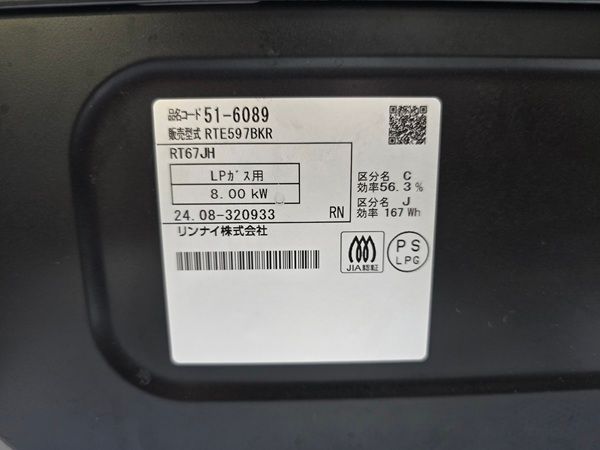 品名コード 51-6089
販売型式 RTE597BKR
RT67JH
LPガス用
8.00 kW
24.08-320933 RN
リンナイ株式会社
区分名 C
効率56.3 %
区分名 J
効率 167 Wh
JIA認証
PS
LPG